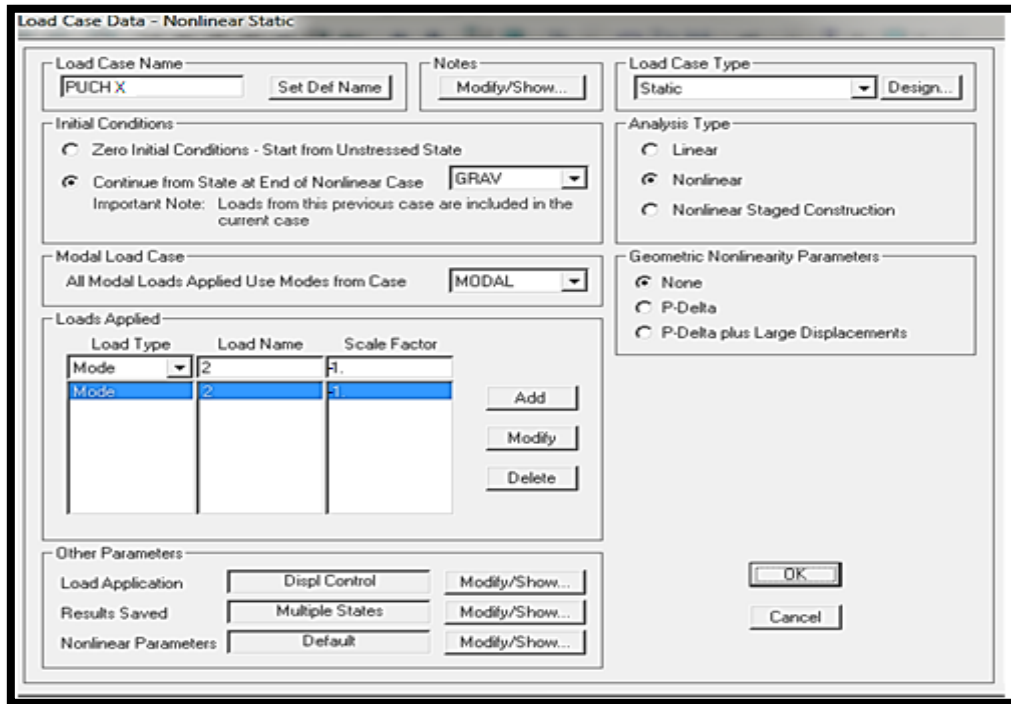 Load Case Data - Nonlinear Static
Load Case Name
PUCH X
Set Def Name
Notes
Modify/Show...
Load Case Type
Static
Design...
Initial Conditions
Zero Initial Conditions - Start from Unstressed State
Continue from State at End of Nonlinear Case
GRAV
Important Note: Loads from this previous case are included in the
current case
Analysis Type
Linear
Nonlinear
Nonlinear Staged Construction
Modal Load Case
All Modal Loads Applied Use Modes from Case
MODAL
Geometric Nonlinearity Parameters
None
P-Delta
P-Delta plus Large Displacements
Loads Applied
Load Type Load Name Scale Factor
Mode 2 -1.
Mode 2 -1.
Add
Modify
Delete
Other Parameters
Load Application Displ Control Modify/Show...
Results Saved Multiple States Modify/Show...
Nonlinear Parameters Default Modify/Show...
OK
Cancel